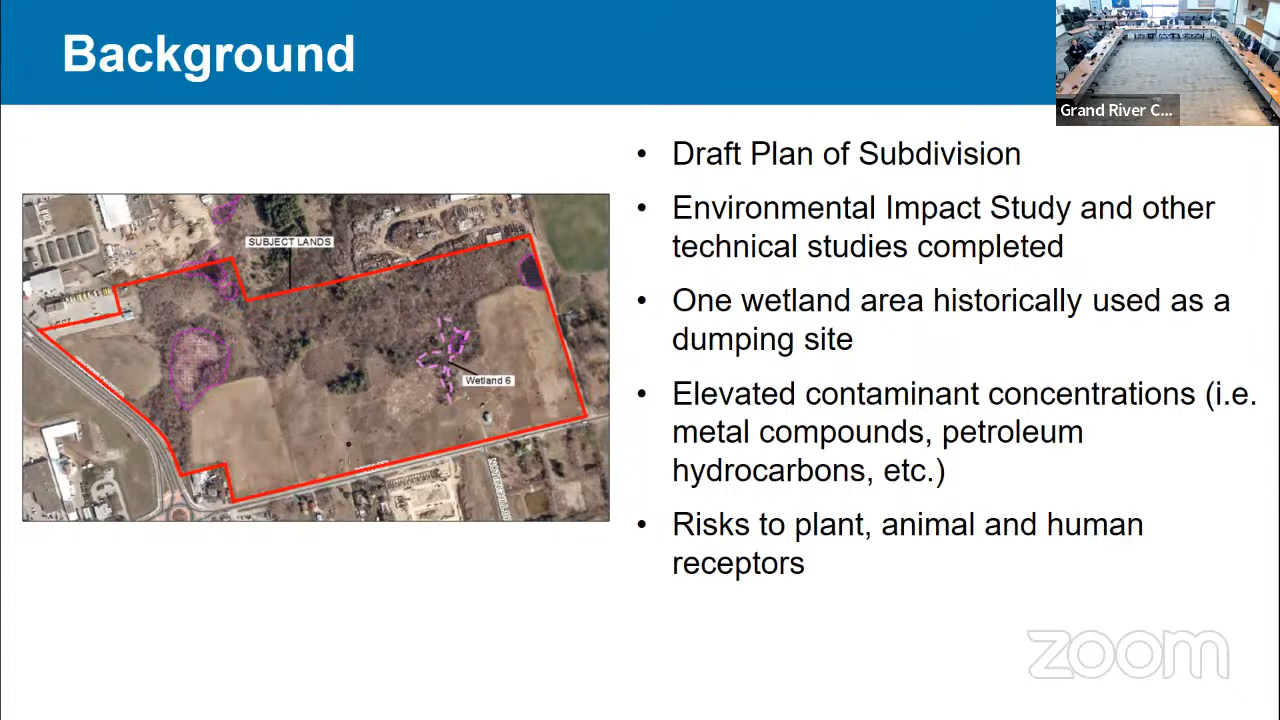 Background
Grand River C...
• Draft Plan of Subdivision
• Environmental Impact Study and other
technical studies completed
• One wetland area historically used as a
dumping site
• Elevated contaminant concentrations (i.e.
metal compounds, petroleum
hydrocarbons, etc.)
• Risks to plant, animal and human
receptors
SUBJECT LANDS
Wetland 6
zoom